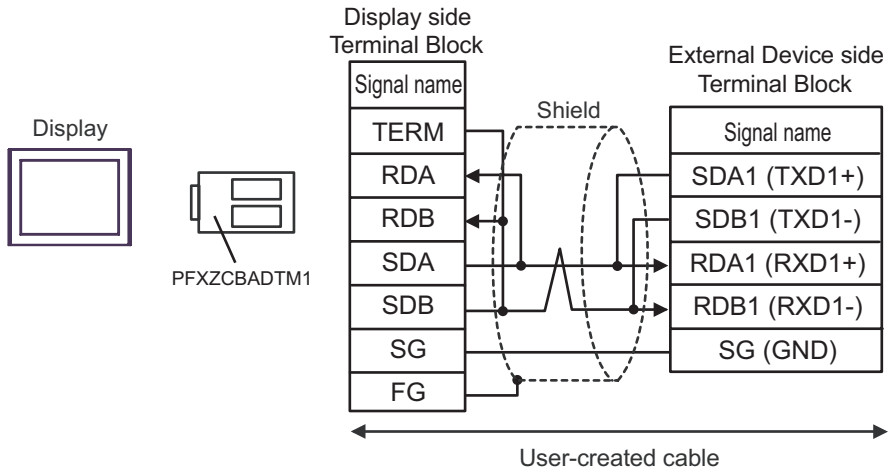 Display side
Terminal Block
External Device side
Terminal Block
Signal name
Shield
Display
TERM
Signal name
RDA
SDA1 (TXD1+)
RDB
SDB1 (TXD1-)
SDA
RDA1 (RXD1+)
PFXZCBADTM1
SDB
RDB1 (RXD1-)
SG
SG (GND)
FG
User-created cable